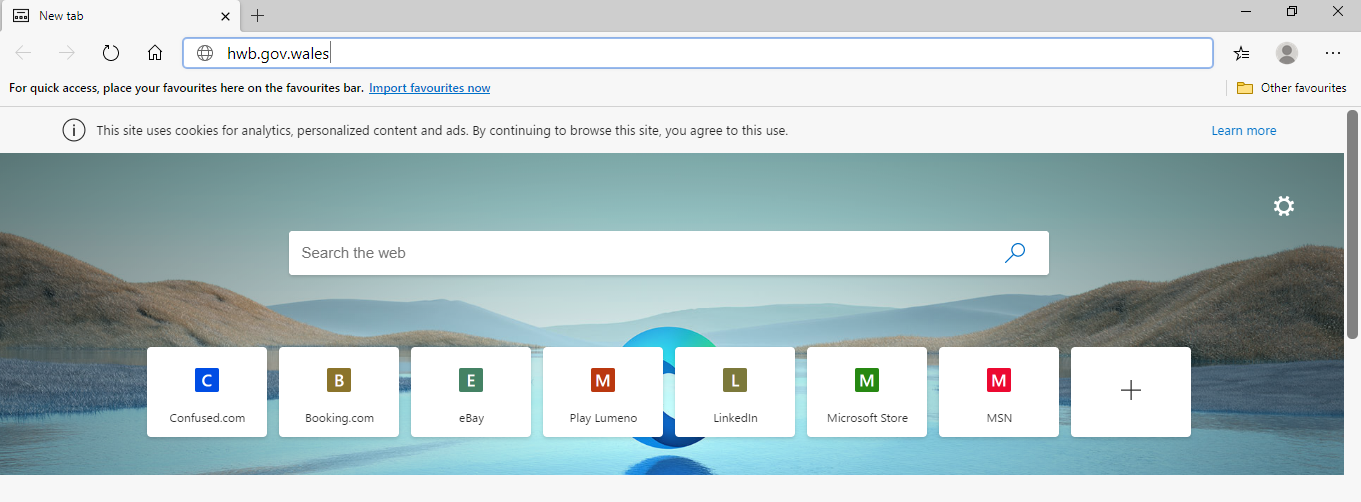 New tab
hwb.gov.wales
For quick access, place your favourites here on the favourites bar. Import favourites now
Other favourites
This site uses cookies for analytics, personalized content and ads. By continuing to browse this site, you agree to this use.
Learn more
Search the web
C
B
E
M
L
M
M
Confused.com
Booking.com
eBay
Play Lumeno
LinkedIn
Microsoft Store
MSN